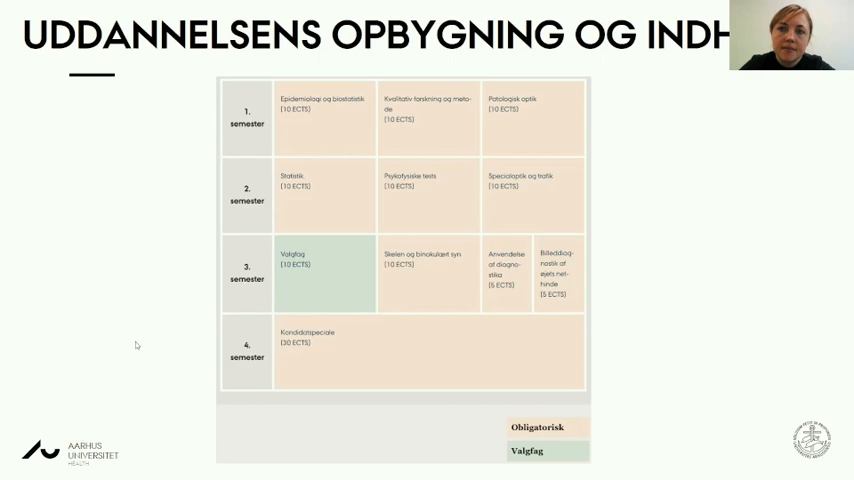 UDDANNELSENS OPBYGNING OG INDH
1.
semester
Epidemiologi og biostatistik
(10 ECTS)
Kvalitativ forskning og meto-
de
(10 ECTS)
Patologisk optik
(10 ECTS)
2.
semester
Statistik
(10 ECTS)
Psykofysiske tests
(10 ECTS)
Specialoptik og trafik
(10 ECTS)
3.
semester
Valgfag
(10 ECTS)
Skelen og binokulært syn
(10 ECTS)
Anvendelse
af diagno-
stika
(5 ECTS)
Billeddiag-
nostik af
øjets net-
hinde
(5 ECTS)
4.
semester
Kandidatspeciale
(30 ECTS)
Obligatorisk
Valgfag
AARHUS
UNIVERSITET
HEALTH